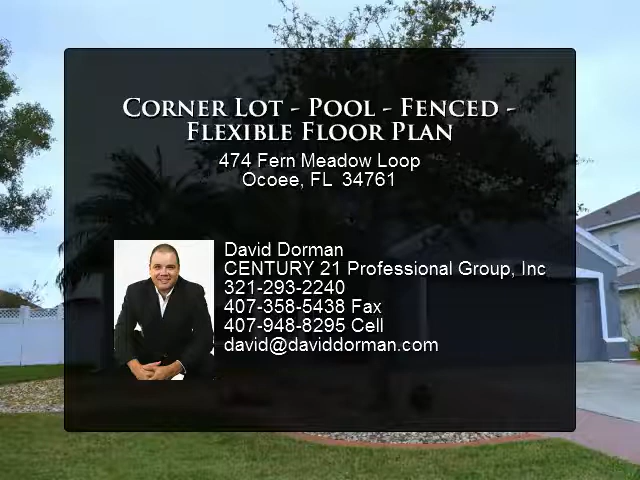 Corner Lot - Pool - Fenced -
Flexible Floor Plan
474 Fern Meadow Loop
Ocoee, FL  34761
David Dorman
CENTURY 21 Professional Group, Inc
321-293-2240
407-358-5438 Fax
407-948-8295 Cell
david@daviddorman.com